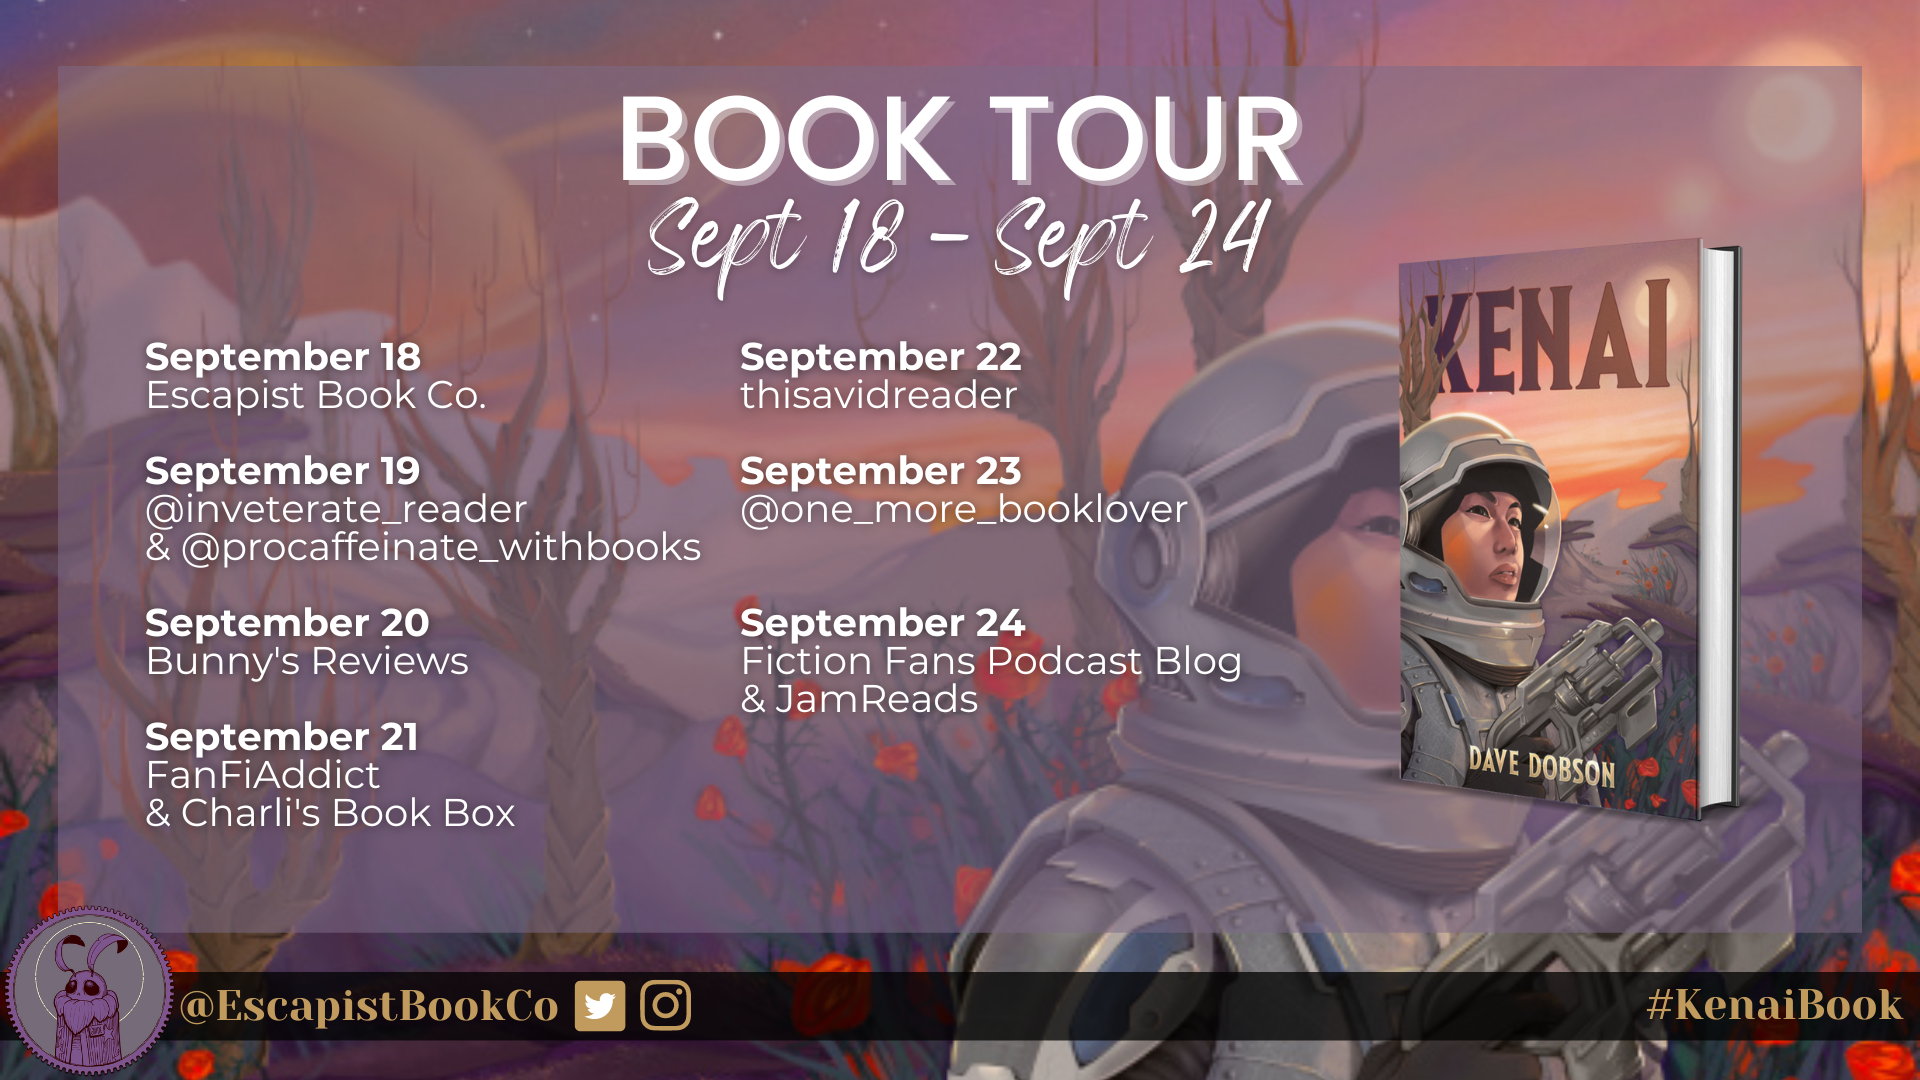 BOOK TOUR
Sept 18 – Sept 24
September 18
Escapist Book Co.
September 19
@inveterate_reader
& @procaffeinate_withbooks
September 20
Bunny's Reviews
September 21
FanFiAddict
& Charli's Book Box
September 22
thisavidreader
September 23
@one_more_booklover
September 24
Fiction Fans Podcast Blog
& JamReads
KENAI
DAVE DOBSON
@EscapistBookCo
#KenaiBook